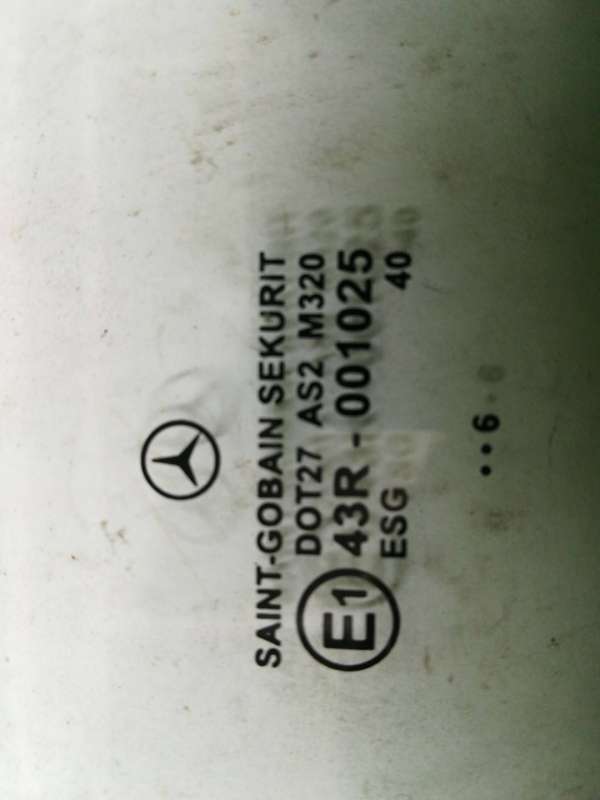 SAINT-GOBAIN SEKURIT
DOT27 AS2 M320
E1 43R - 001025
ESG 40
..6